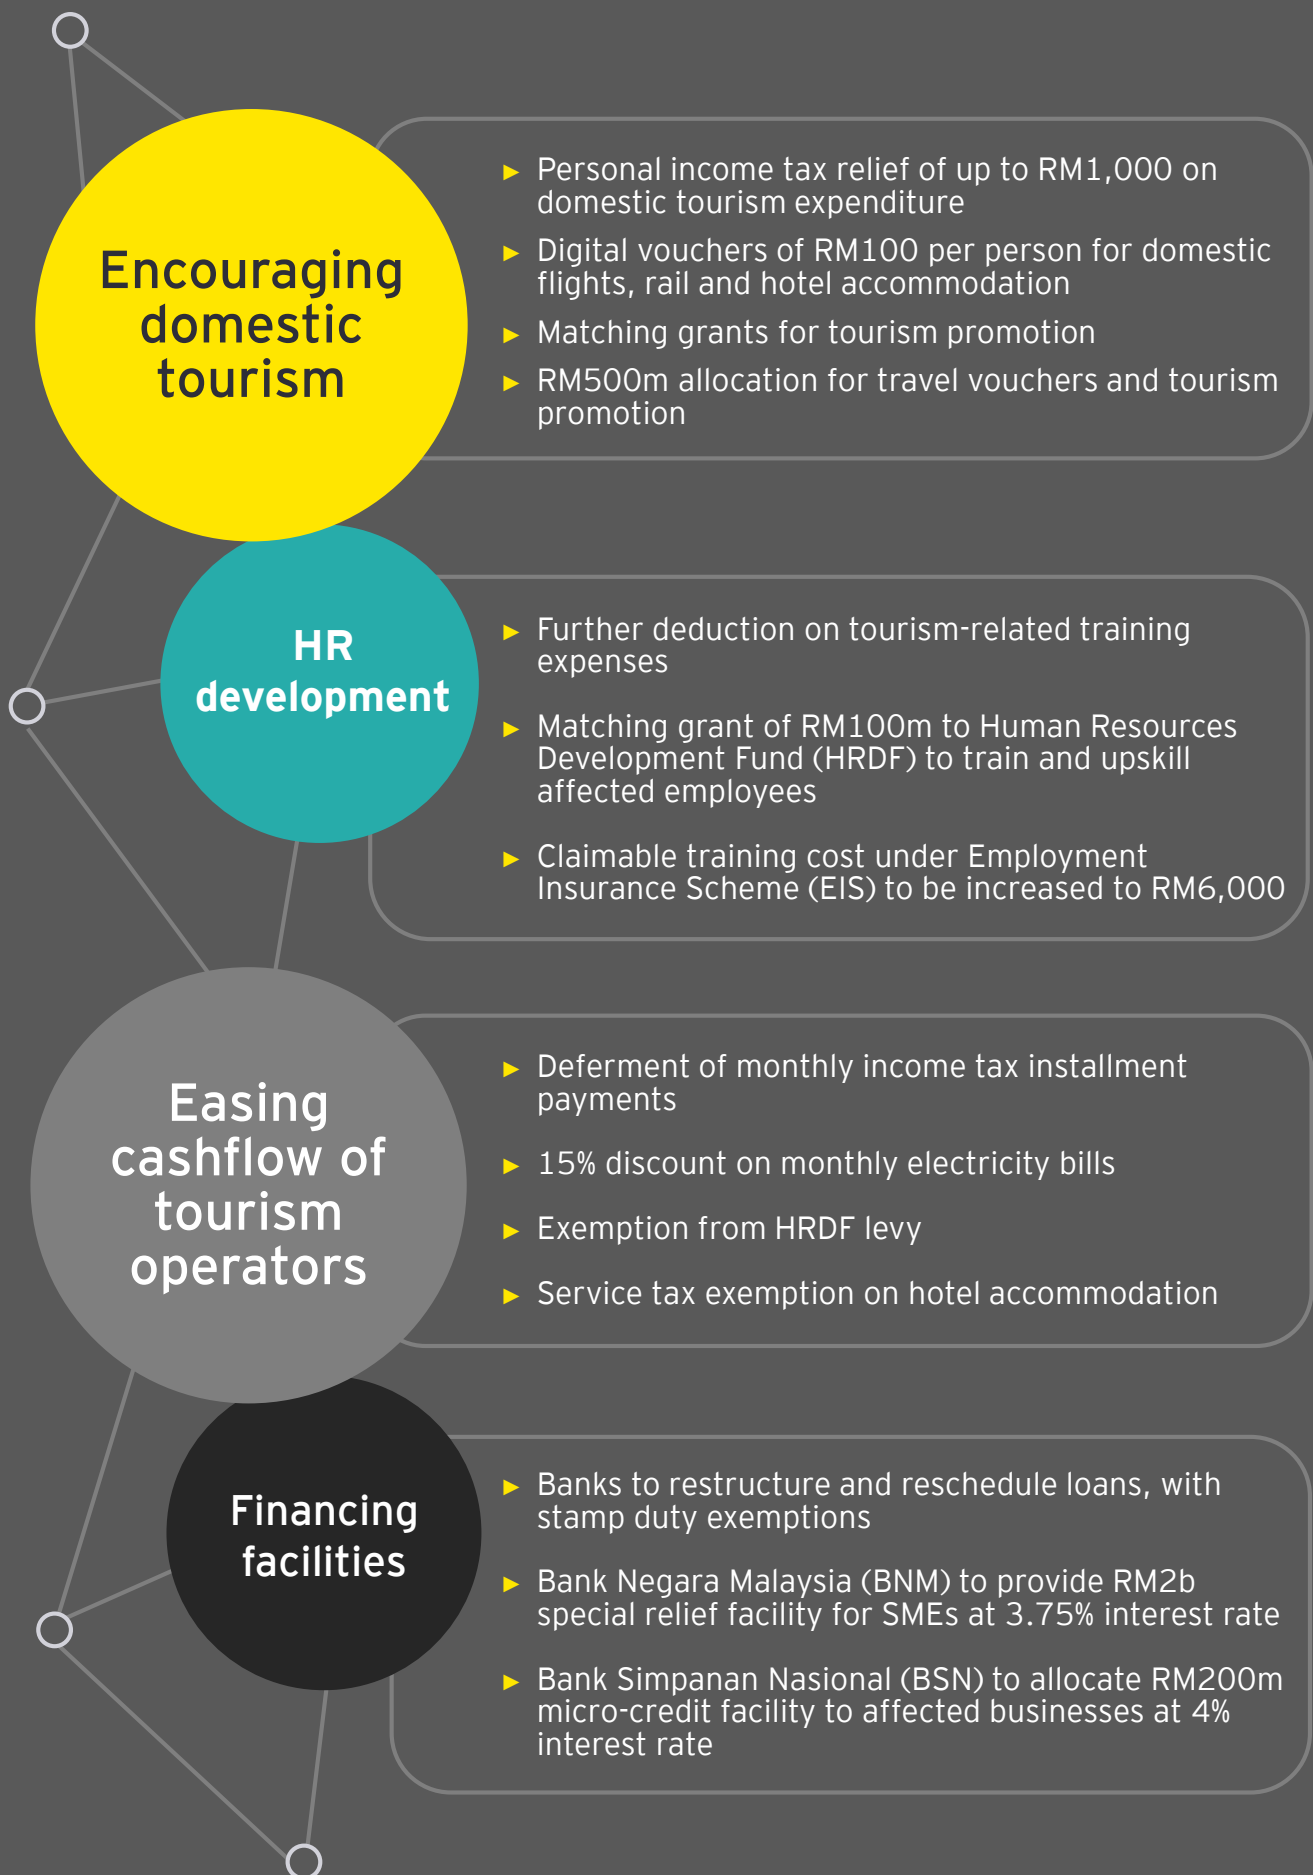 Encouraging
domestic
tourism
► Personal income tax relief of up to RM1,000 on
domestic tourism expenditure
► Digital vouchers of RM100 per person for domestic
flights, rail and hotel accommodation
► Matching grants for tourism promotion
► RM500m allocation for travel vouchers and tourism
promotion
HR
development
► Further deduction on tourism-related training
expenses
► Matching grant of RM100m to Human Resources
Development Fund (HRDF) to train and upskill
affected employees
► Claimable training cost under Employment
Insurance Scheme (EIS) to be increased to RM6,000
Easing
cashflow of
tourism
operators
► Deferment of monthly income tax installment
payments
► 15% discount on monthly electricity bills
► Exemption from HRDF levy
► Service tax exemption on hotel accommodation
Financing
facilities
► Banks to restructure and reschedule loans, with
stamp duty exemptions
► Bank Negara Malaysia (BNM) to provide RM2b
special relief facility for SMEs at 3.75% interest rate
► Bank Simpanan Nasional (BSN) to allocate RM200m
micro-credit facility to affected businesses at 4%
interest rate